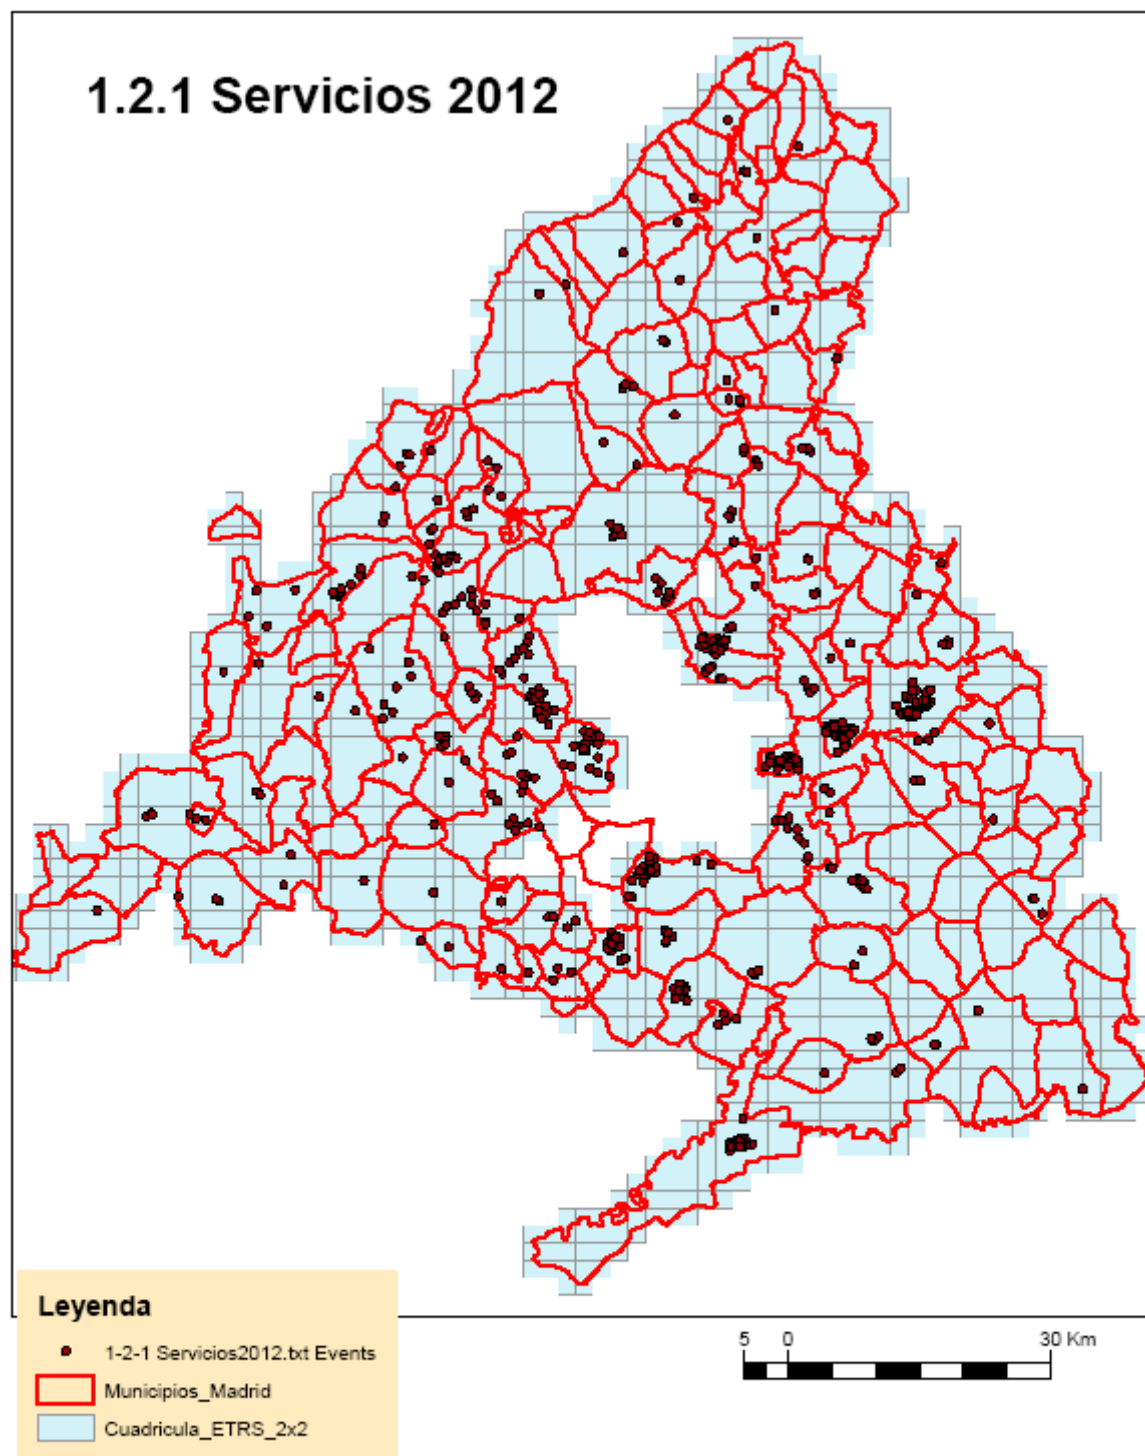 1.2.1 Servicios 2012
Leyenda
1-2-1 Servicios2012.txt Events
Municipios_Madrid
Cuadricula_ETRS_2x2
5 0 30 Km